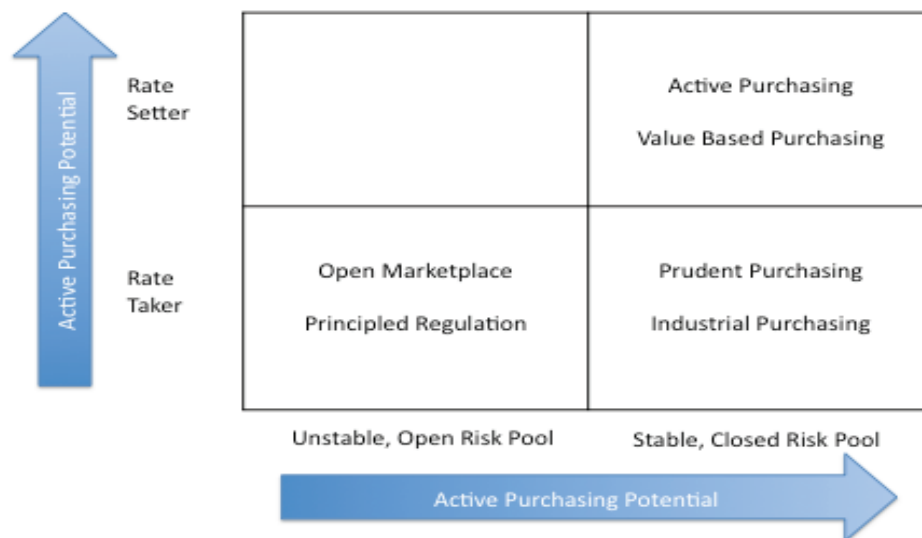 Active Purchasing Potential
Rate
Setter
Active Purchasing
Value Based Purchasing
Rate
Taker
Open Marketplace
Principled Regulation
Prudent Purchasing
Industrial Purchasing
Unstable, Open Risk Pool
Stable, Closed Risk Pool
Active Purchasing Potential